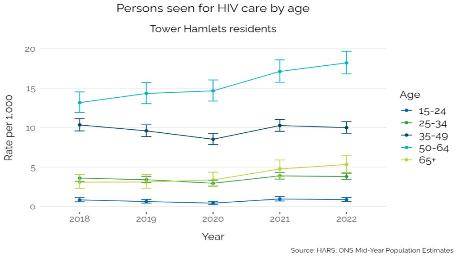 Persons seen for HIV care by age
Tower Hamlets residents
20
15
10
5
0
Rate per 1,000
2018
2019
2020
2021
2022
Year
Age
15-24
25-34
35-49
50-64
65+
Source: HARS; ONS Mid-Year Population Estimates